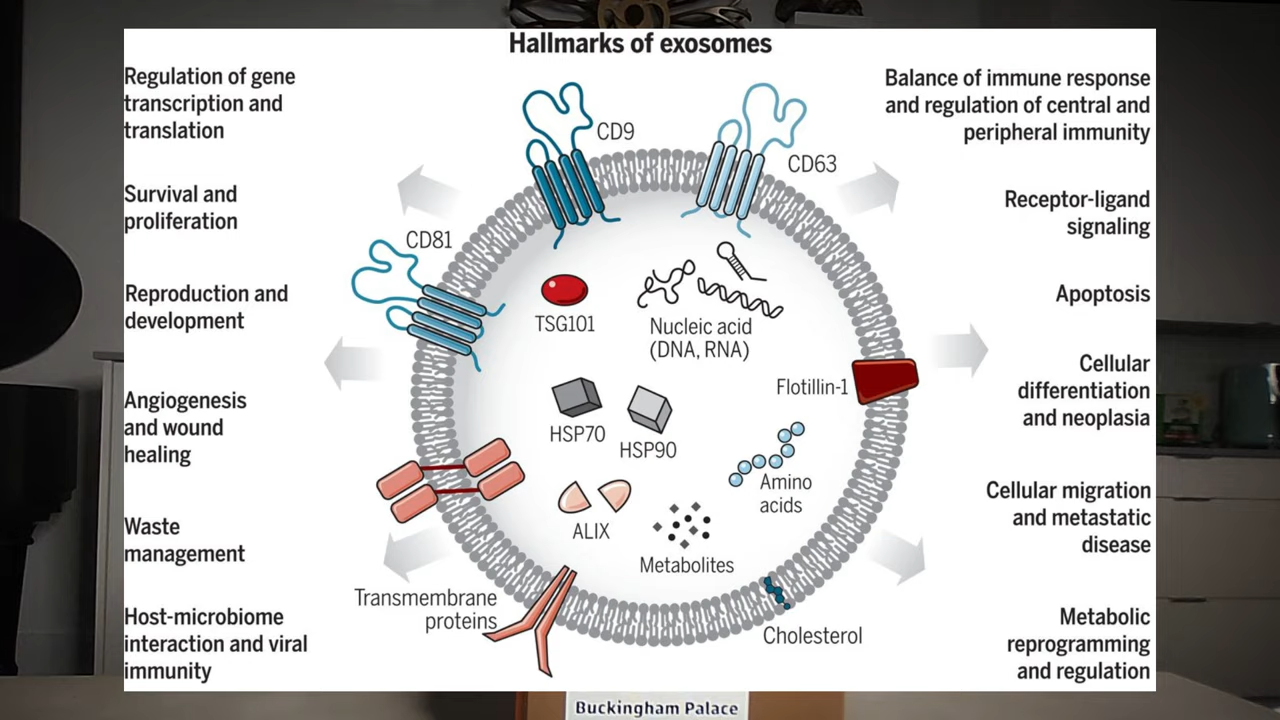 Hallmarks of exosomes
Regulation of gene
transcription and
translation
Survival and
proliferation
Reproduction and
development
Angiogenesis
and wound
healing
Waste
management
Host-microbiome
interaction and viral
immunity
CD9
CD63
CD81
TSG101
Nucleic acid
(DNA, RNA)
Flotillin-1
HSP70
HSP90
Amino
acids
ALIX
Metabolites
Transmembrane
proteins
Cholesterol
Balance of immune response
and regulation of central and
peripheral immunity
Receptor-ligand
signaling
Apoptosis
Cellular
differentiation
and neoplasia
Cellular migration
and metastatic
disease
Metabolic
reprogramming
and regulation
Buckingham Palace